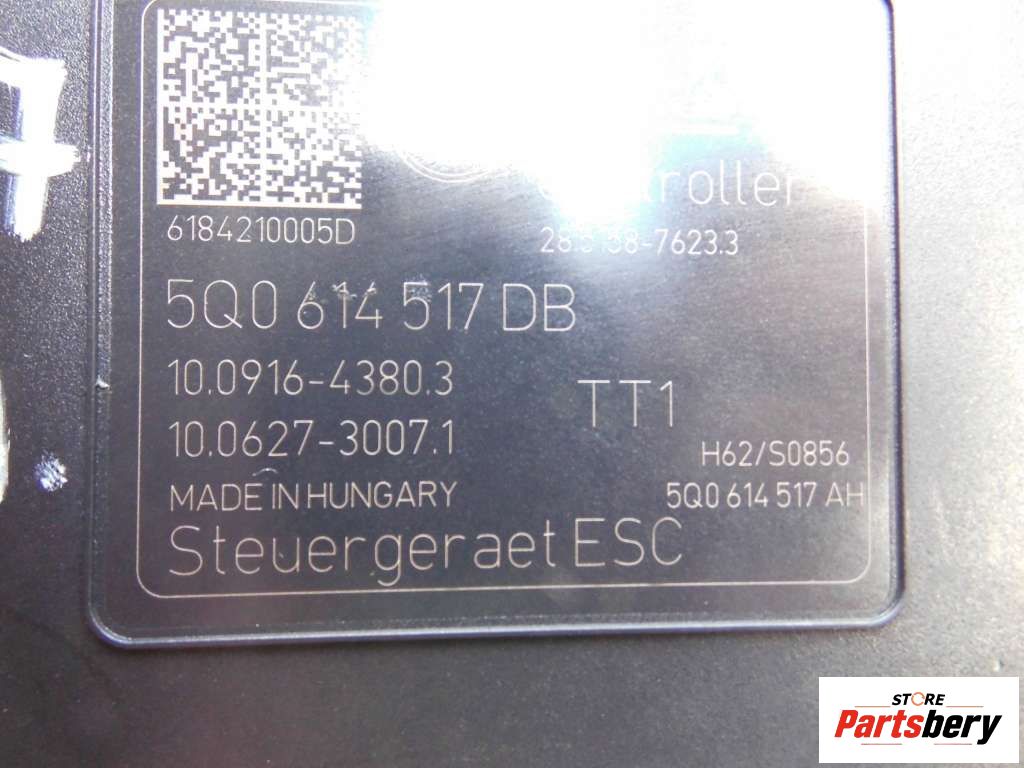 6184210005D
5Q0 614 517 DB
10.0916-4380.3
TT1
10.0627-3007.1
H62/S0856
MADE IN HUNGARY
5Q0 614 517 AH
Steuergeraet ESC
STORE
Partsbery